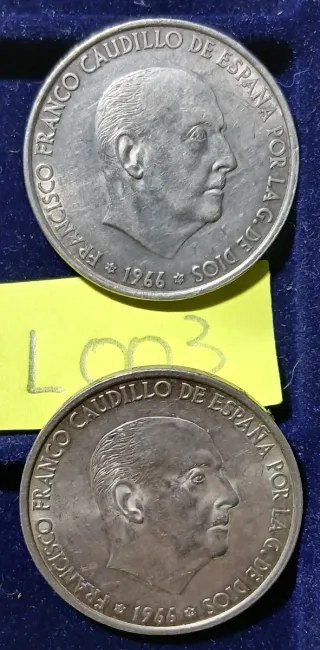 FRANCISCO FRANCO CAUDILLO DE ESPAÑA POR LA G. DE DIOS
* 1966 *
L003
FRANCISCO FRANCO CAUDILLO DE ESPAÑA POR LA G. DE DIOS
* 1966 *